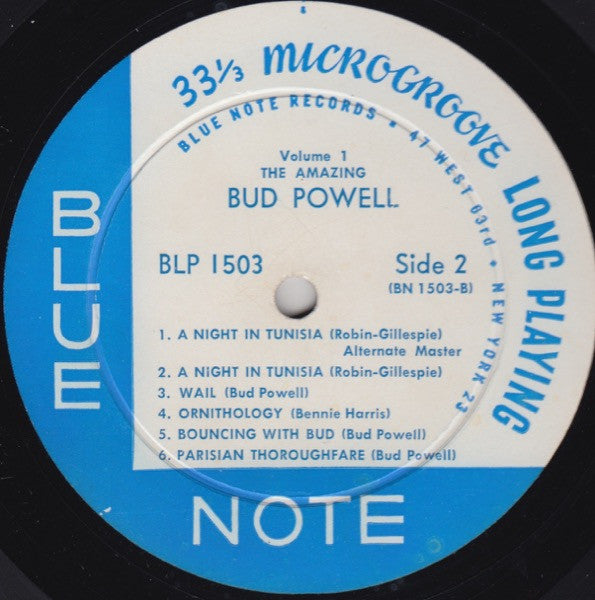 33⅓ MICROGROOVE LONG PLAYING
BLUE NOTE RECORDS • 47 WEST 63rd • NEW YORK 23
Volume 1
THE AMAZING
BUD POWELL
BLP 1503
Side 2
(BN 1503-B)
1. A NIGHT IN TUNISIA (Robin-Gillespie)
Alternate Master
2. A NIGHT IN TUNISIA (Robin-Gillespie)
3. WAIL (Bud Powell)
4. ORNITHOLOGY (Bennie Harris)
5. BOUNCING WITH BUD (Bud Powell)
6. PARISIAN THOROUGHFARE (Bud Powell)
BLUE
NOTE